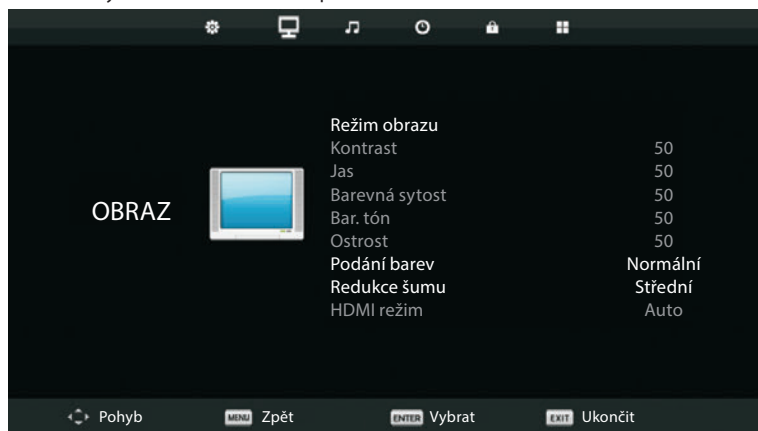 OBRAZ
Režim obrazu
Kontrast 50
Jas 50
Barevná sytost 50
Bar. tón 50
Ostrost 50
Podání barev Normální
Redukce šumu Střední
HDMI režim Auto
Pohyb MENU Zpět ENTER Vybrat EXIT Ukončit